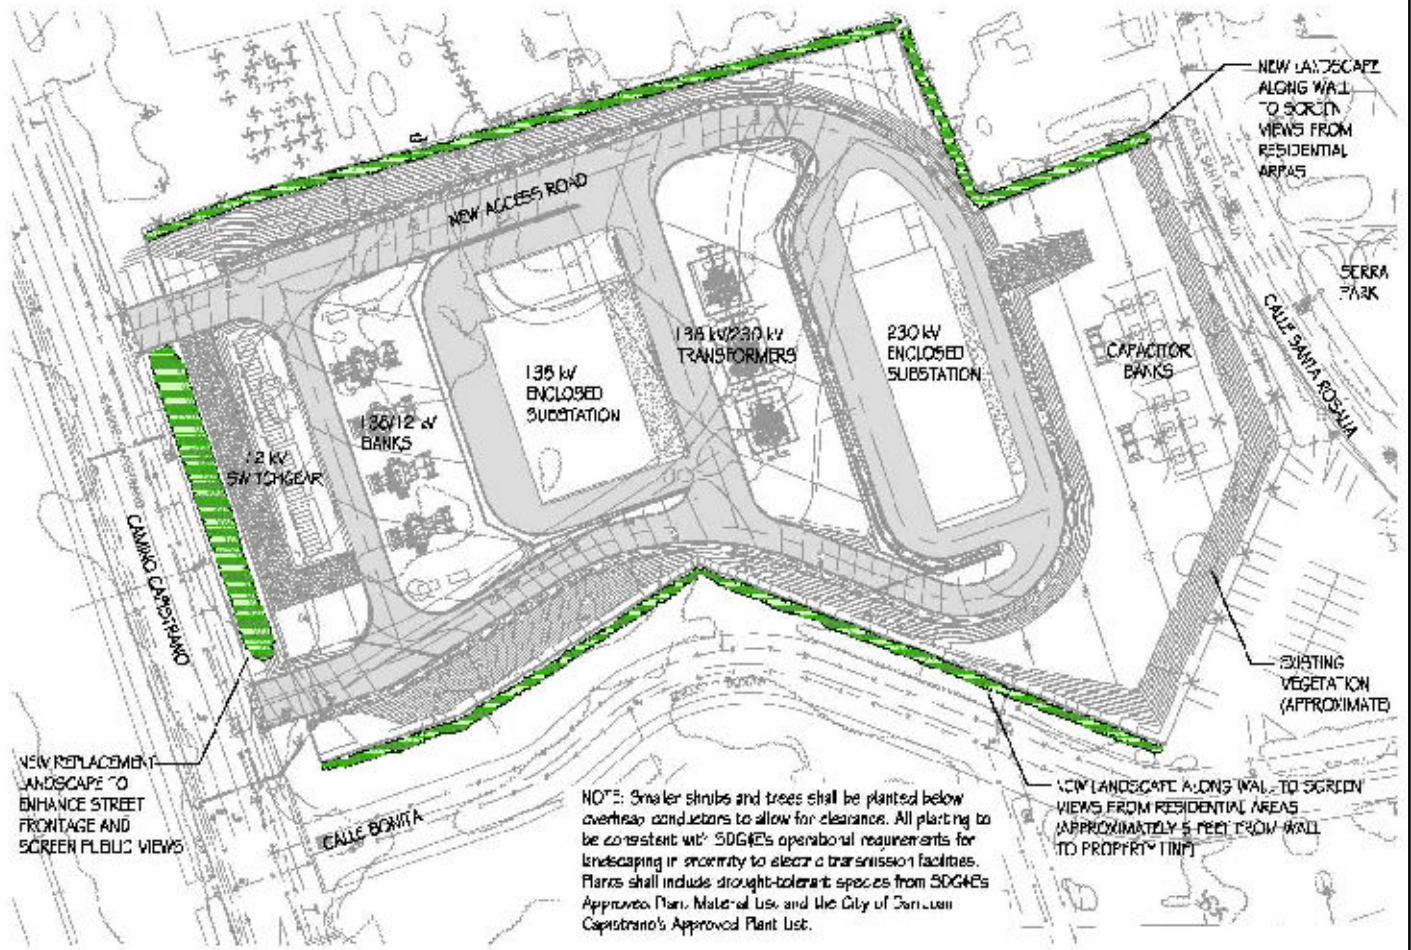 NEW LANDSCAPE
ALONG WALL
TO SCREEN
VIEWS FROM
RESIDENTIAL
AREAS
NEW ACCESS ROAD
SERRA
PARK
CALLE SANTA ROSALIA
138 kV/230 kV
TRANSFORMERS
230 kV
ENCLOSED
SUBSTATION
CAPACITOR
BANKS
138 kV
ENCLOSED
SUBSTATION
138/12 kV
BANKS
12 kV
SWITCHGEAR
CAMINO CAPISTRANO
EXISTING
VEGETATION
(APPROXIMATE)
NEW REPLACEMENT
LANDSCAPE TO
ENHANCE STREET
FRONTAGE AND
SCREEN PUBLIC VIEWS
CALLE BONITA
NOTE: Smaller shrubs and trees shall be planted below
overhead conductors to allow for clearance. All planting to
be consistent with SDG&E's operational requirements for
landscaping in proximity to electric transmission facilities.
Plants shall include drought-tolerant species from SDG&E's
Approved Plant Material List and the City of San Juan
Capistrano's Approved Plant List.
NEW LANDSCAPE ALONG WALL TO SCREEN
VIEWS FROM RESIDENTIAL AREAS
(APPROXIMATELY 5 FEET FROM WALL
TO PROPERTY LINE)